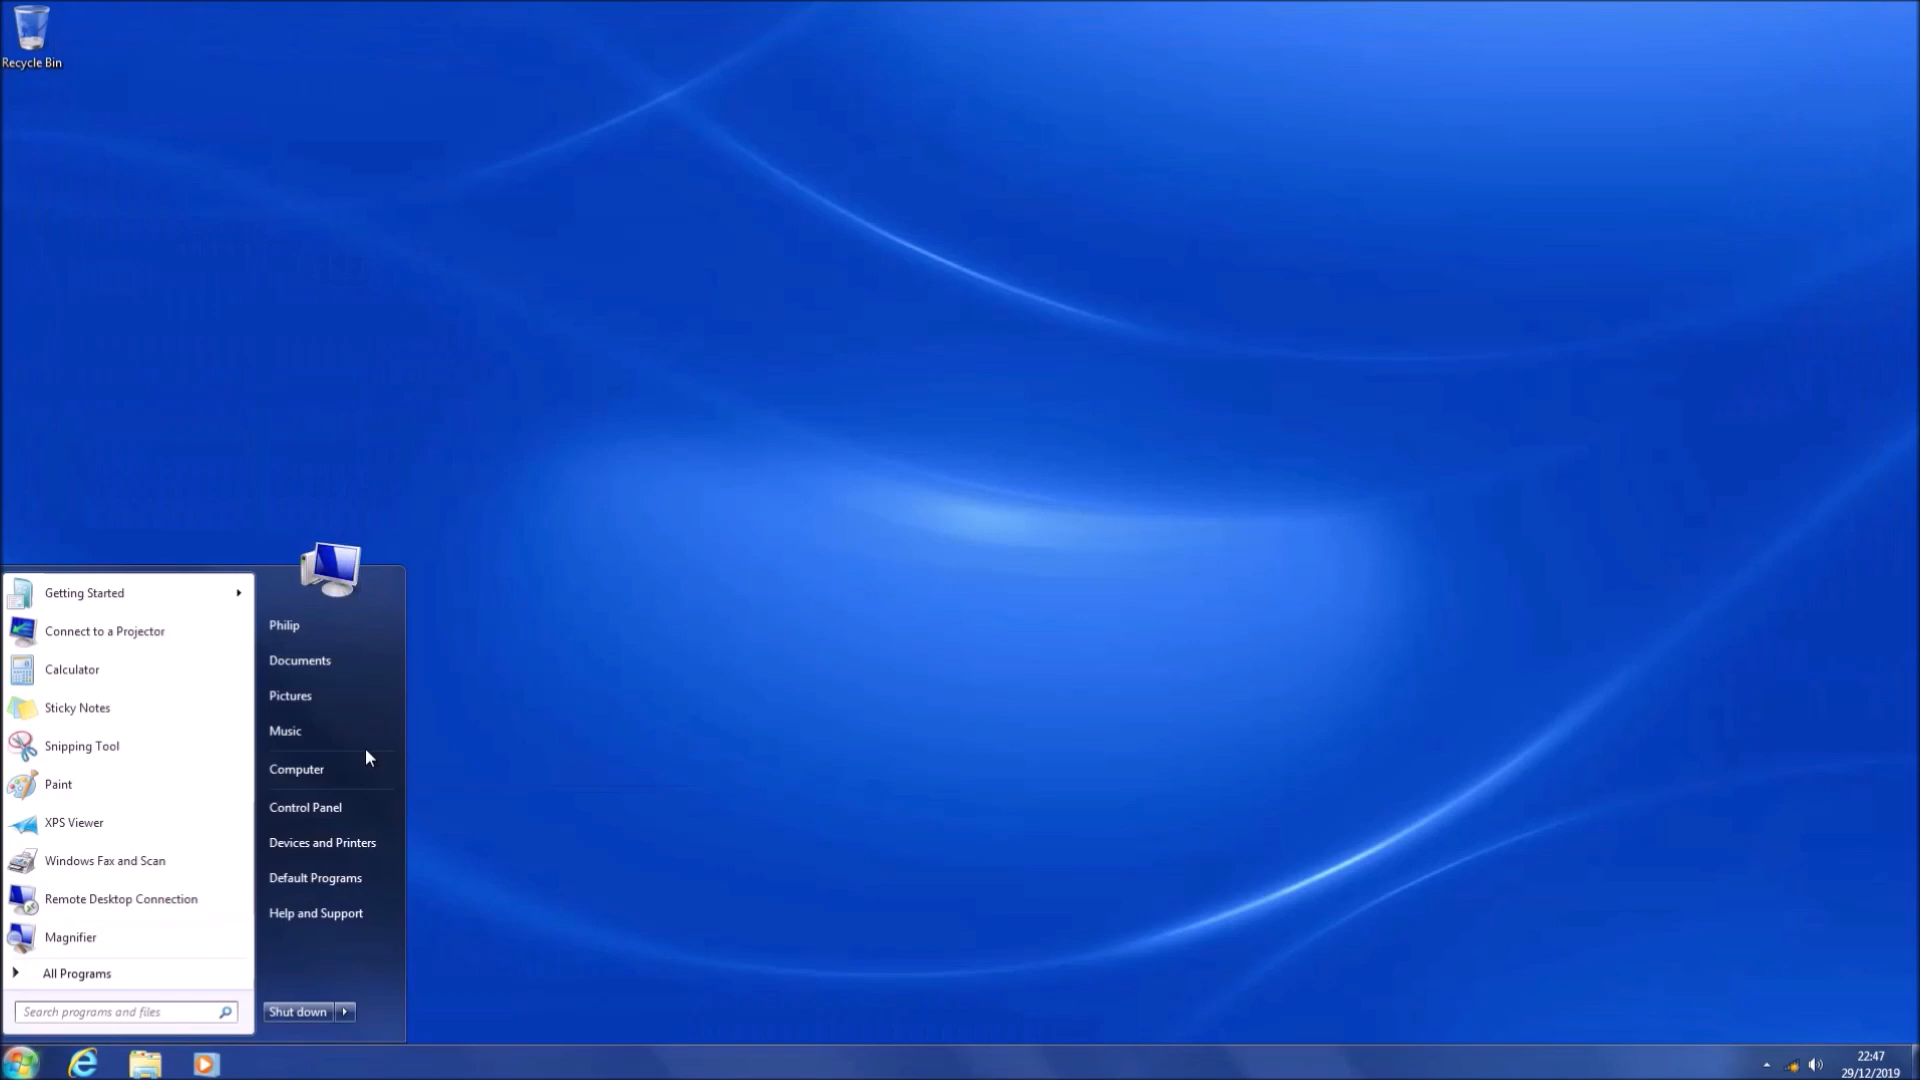 Recycle Bin
Getting Started
Connect to a Projector
Calculator
Sticky Notes
Snipping Tool
Paint
XPS Viewer
Windows Fax and Scan
Remote Desktop Connection
Magnifier
All Programs
Search programs and files
Philip
Documents
Pictures
Music
Computer
Control Panel
Devices and Printers
Default Programs
Help and Support
Shut down
22:47
29/12/2019